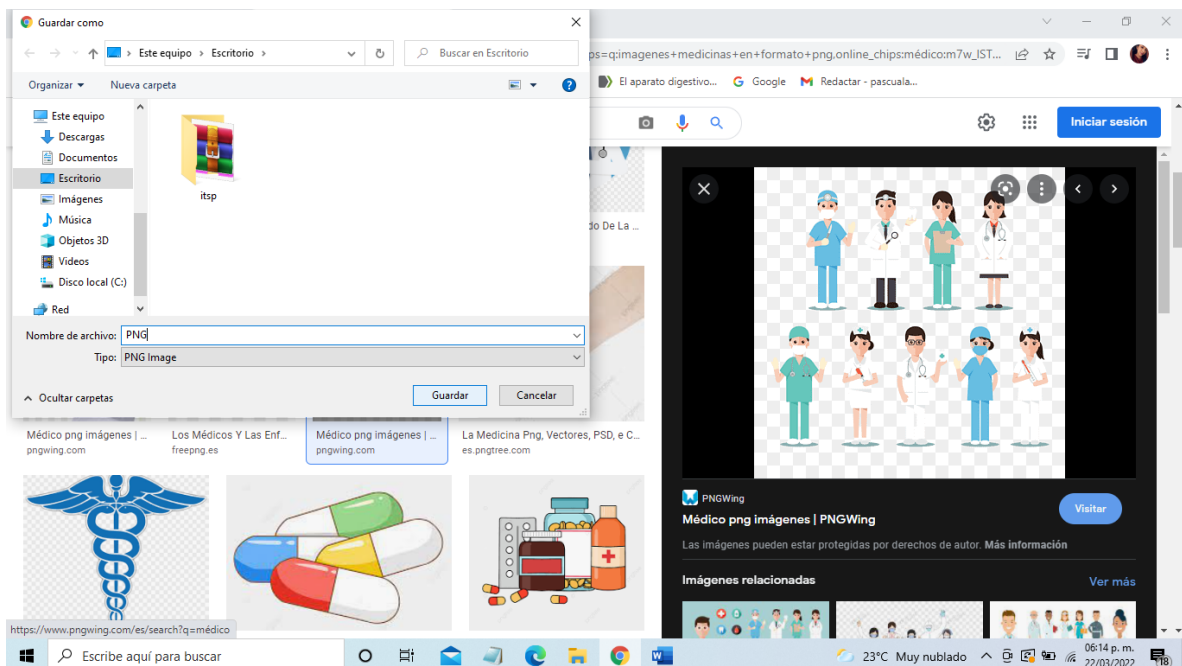 Guardar como
Este equipo > Escritorio >
Buscar en Escritorio
Organizar
Nueva carpeta
Este equipo
Descargas
Documentos
Escritorio
Imágenes
Música
Objetos 3D
Videos
Disco local (C:)
Red
itsp
Nombre de archivo: PNG
Tipo: PNG Image
Ocultar carpetas
Guardar
Cancelar
ps=q:imagenes+medicinas+en+formato+png,online_chips:médico:m7w_IST...
El aparato digestivo...
Google
Redactar - pascuala...
Iniciar sesión
do De La ...
Médico png imágenes | ...
pngwing.com
Los Médicos Y Las Enf...
freepng.es
Médico png imágenes | ...
pngwing.com
La Medicina Png, Vectores, PSD, e C...
es.pngtree.com
PNGWing
Médico png imágenes | PNGWing
Visitar
Las imágenes pueden estar protegidas por derechos de autor. Más información
Imágenes relacionadas
Ver más
https://www.pngwing.com/es/search?q=médico
Escribe aquí para buscar
23°C Muy nublado
06:14 p. m.
22/03/2022
18